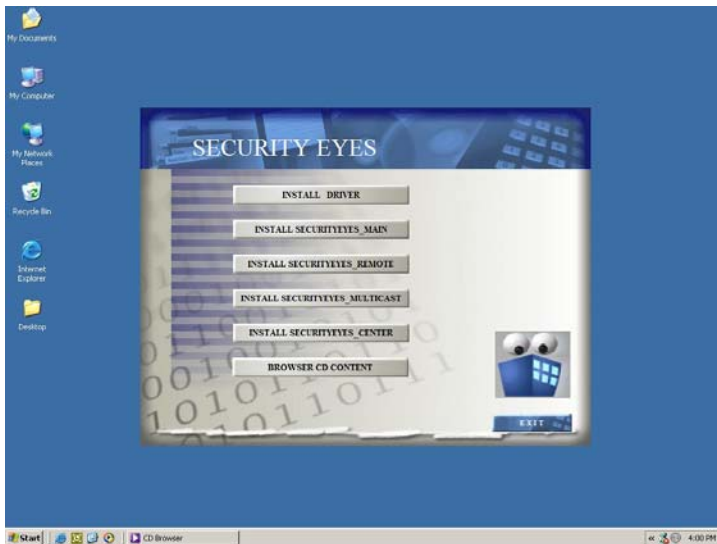 My Documents
My Computer
My Network
Places
Recycle Bin
Internet
Explorer
Desktop
SECURITY EYES
INSTALL DRIVER
INSTALL SECURITYEYES_MAIN
INSTALL SECURITYEYES_REMOTE
INSTALL SECURITYEYES_MULTICAST
INSTALL SECURITYEYES_CENTER
BROWSER CD CONTENT
EXIT
Start
CD Browser
4:00 PM